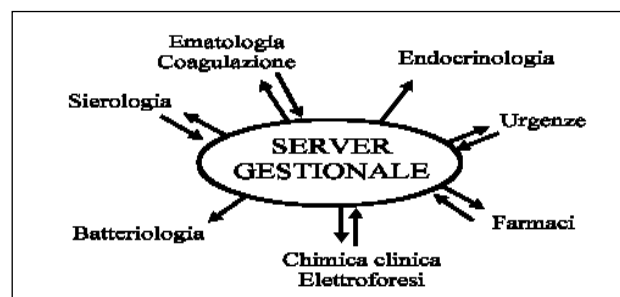 Ematologia
Coagulazione
Endocrinologia
Sierologia
Urgenze
SERVER
GESTIONALE
Batteriologia
Farmaci
Chimica clinica
Elettroforesi